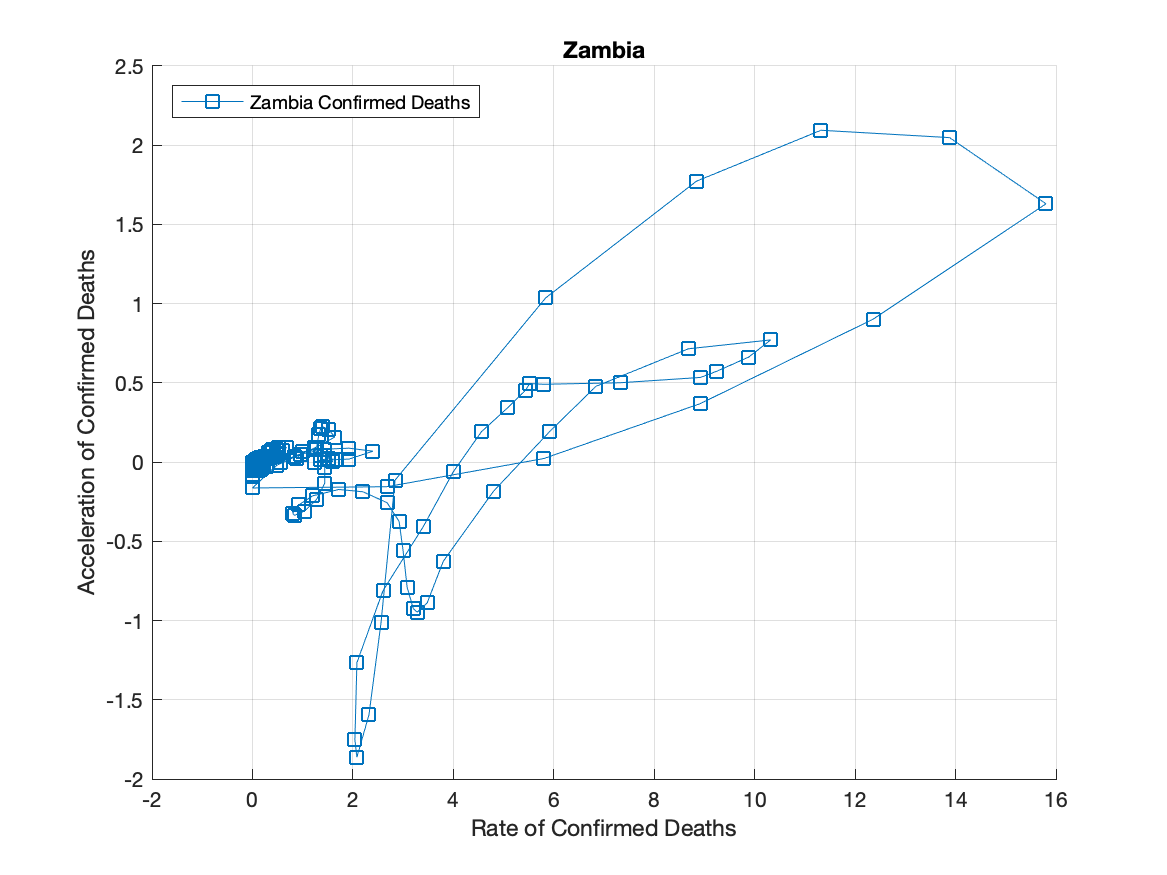 Zambia
Zambia Confirmed Deaths
2.5
2
1.5
1
0.5
0
-0.5
-1
-1.5
-2
Acceleration of Confirmed Deaths
-2 0 2 4 6 8 10 12 14 16
Rate of Confirmed Deaths